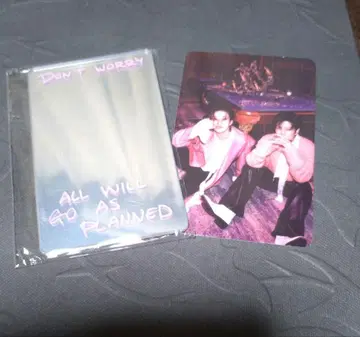 DON'T WORRY
ALL WILL
GO AS
PLANNED